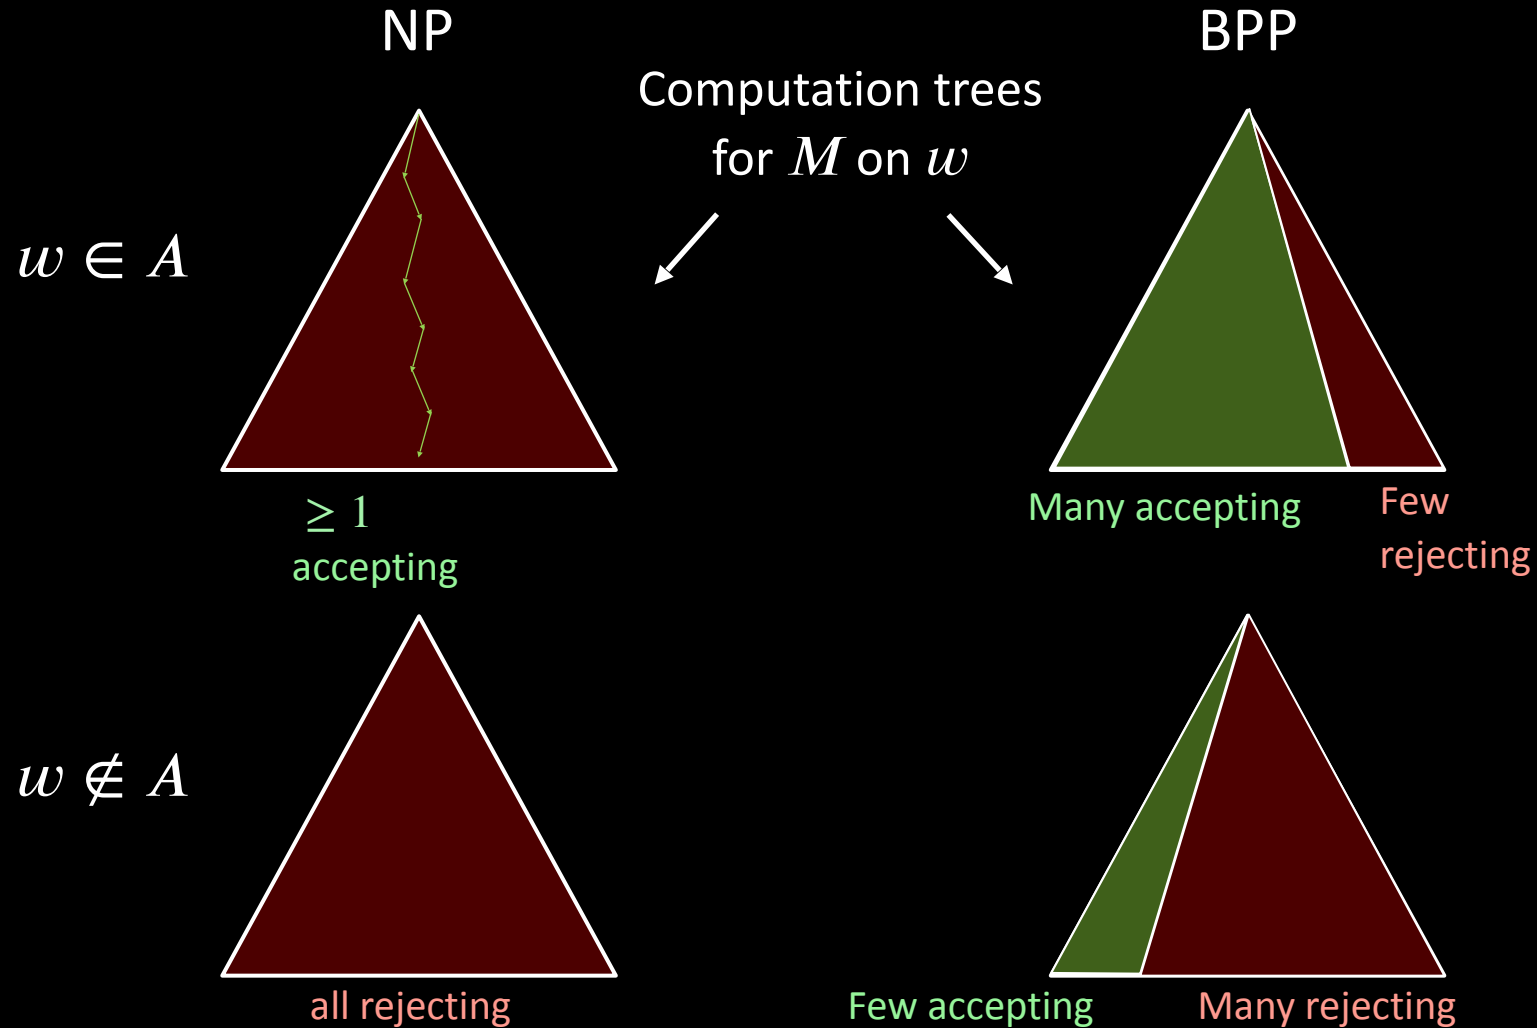 NP
BPP
Computation trees
for M on w
w ∈ A
≥ 1
accepting
Many accepting
Few
rejecting
w ∉ A
all rejecting
Few accepting
Many rejecting